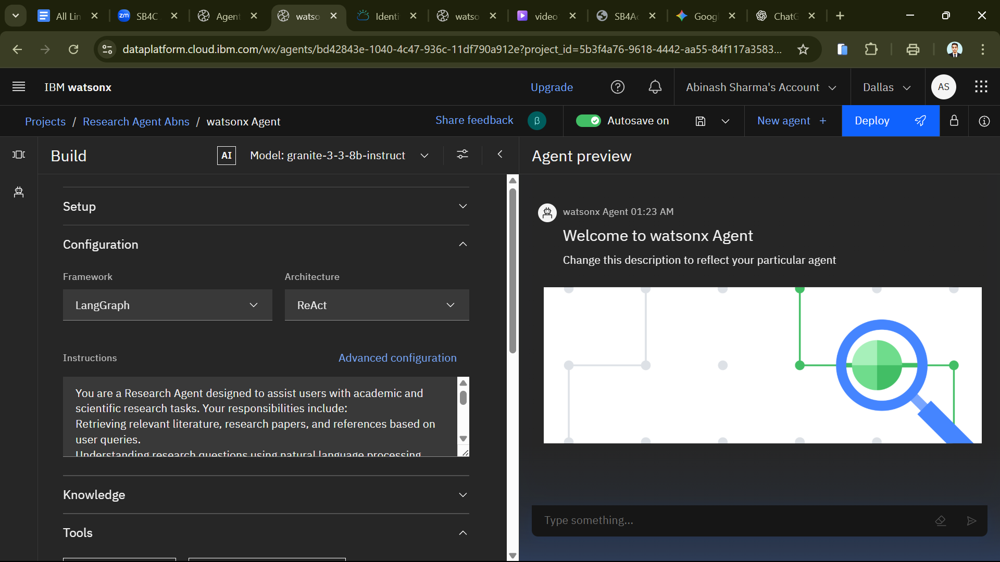 All Lin
zm SB4C
Agent
watso
Identi
watso
video
SB4Ac
Goog
ChatG
dataplatform.cloud.ibm.com/wx/agents/bd42843e-1040-4c47-936c-11df790a912e?project_id=5b3f4a76-9618-4442-aa55-84f117a3583...
IBM watsonx
Upgrade
Abinash Sharma's Account
Dallas
AS
Projects / Research Agent Abns / watsonx Agent
Share feedback
β
Autosave on
New agent +
Deploy
Build
AI
Model: granite-3-3-8b-instruct
Agent preview
Setup
Configuration
Framework
Architecture
LangGraph
ReAct
Instructions
Advanced configuration
You are a Research Agent designed to assist users with academic and
scientific research tasks. Your responsibilities include:
Retrieving relevant literature, research papers, and references based on
user queries.
Understanding research questions using natural language processing
Knowledge
Tools
watsonx Agent 01:23 AM
Welcome to watsonx Agent
Change this description to reflect your particular agent
Type something...